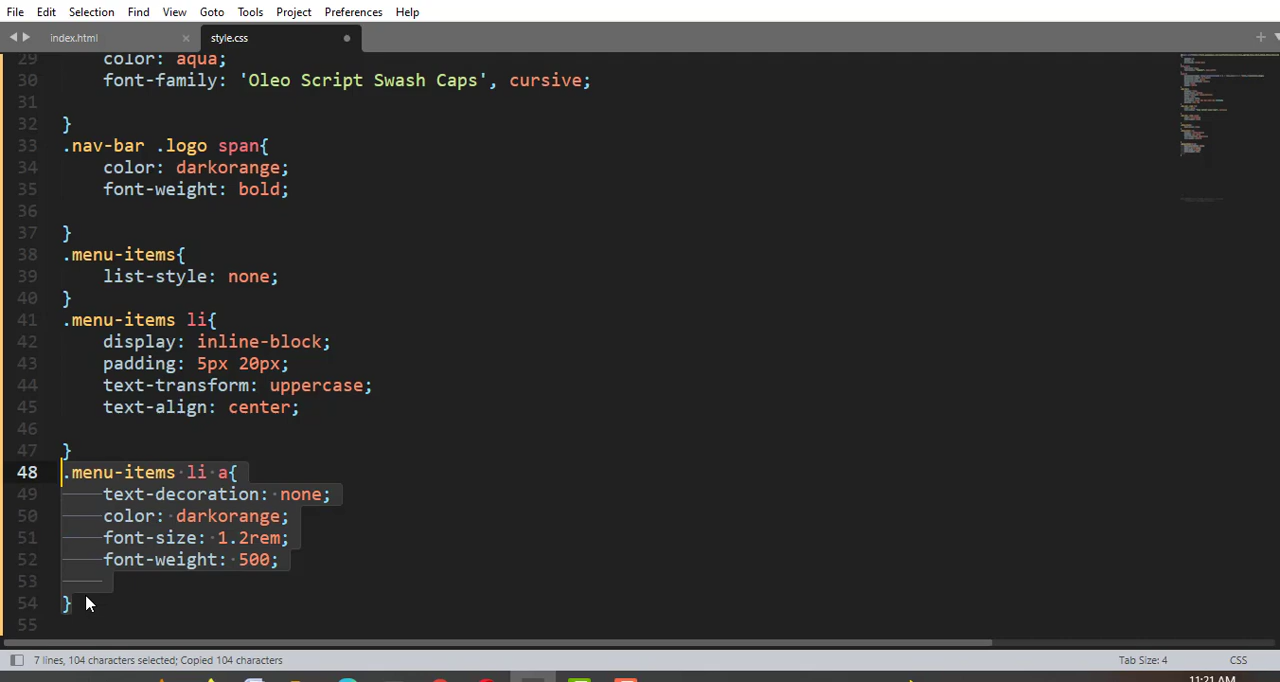 File Edit Selection Find View Goto Tools Project Preferences Help
index.html × style.css
29 color: aqua;
30 font-family: 'Oleo Script Swash Caps', cursive;
31
32 }
33 .nav-bar .logo span{
34 color: darkorange;
35 font-weight: bold;
36
37 }
38 .menu-items{
39 list-style: none;
40 }
41 .menu-items li{
42 display: inline-block;
43 padding: 5px 20px;
44 text-transform: uppercase;
45 text-align: center;
46
47 }
48 .menu-items li a{
49 text-decoration: none;
50 color: darkorange;
51 font-size: 1.2rem;
52 font-weight: 500;
53
54 }
55
7 lines, 104 characters selected; Copied 104 characters Tab Size: 4 CSS
11:21 AM